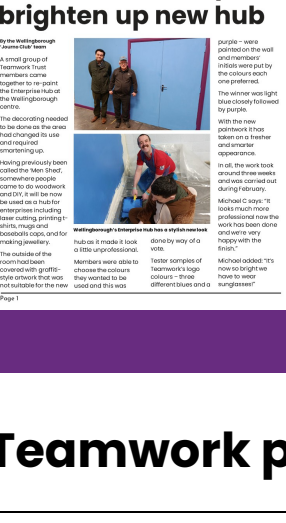 brighten up new hub
By the Wellingborough
'Journo Club' team
A small group of
Teamwork Trust
members came
together to re-paint
the Enterprise Hub at
the Wellingborough
centre.
The decorating needed
to be done as the area
had changed its use
and required
smartening up.
Having previously been
called the 'Men Shed',
somewhere people
came to do woodwork
and DIY, it will now
be used as a hub for
enterprises including
laser cutting, printing t-
shirts, mugs and
baseballs caps, and for
making jewellery.
The outside of the
room had been
covered with graffiti-
style artwork that was
not suitable for the new
Wellingborough's Enterprise Hub has a stylish new look
hub as it made it look
a little unprofessional.
Members were able to
choose the colours
they wanted to be
used and this was
done by way of a
vote.
Tester samples of
Teamwork's logo
colours – three
different blues and a
purple – were
painted on the wall
and members'
initials were put by
the colours each
one preferred.
The winner was light
blue closely followed
by purple.
With the new
paintwork it has
taken on a fresher
and smarter
appearance.
In all, the work took
around three weeks
and was carried out
during February.
Michael C says: "It
looks much more
professional now the
work has been done
and we're very
happy with the
finish."
Michael added: "It's
now so bright we
have to wear
sunglasses!"
Page 1
Teamwork p